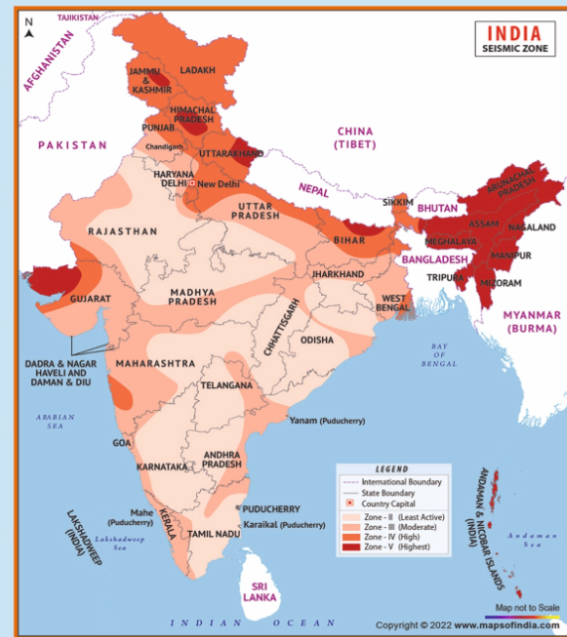 N
TAJIKISTAN
AFGHANISTAN
INDIA
SEISMIC ZONE
LADAKH
JAMMU
& KASHMIR
HIMACHAL
PRADESH
PUNJAB
Chandigarh
UTTARAKHAND
PAKISTAN
CHINA
(TIBET)
HARYANA
DELHI
New Delhi
NEPAL
UTTAR
PRADESH
SIKKIM
BHUTAN
ARUNACHAL
PRADESH
ASSAM
NAGALAND
MEGHALAYA
MANIPUR
BANGLADESH
TRIPURA
MIZORAM
RAJASTHAN
BIHAR
JHARKHAND
WEST
BENGAL
GUJARAT
MADHYA
PRADESH
CHHATTISGARH
ODISHA
MYANMAR
(BURMA)
DADRA & NAGAR
HAVELI AND
DAMAN & DIU
MAHARASHTRA
TELANGANA
BAY
OF
BENGAL
ARABIAN
SEA
Yanam (Puducherry)
GOA
ANDHRA
PRADESH
KARNATAKA
LEGEND
International Boundary
State Boundary
Country Capital
Zone - II (Least Active)
Zone - III (Moderate)
Zone - IV (High)
Zone - V (Highest)
ANDAMAN & NICOBAR ISLANDS
(INDIA)
Andaman
Sea
LAKSHADWEEP
(INDIA)
Lakshadweep
Sea
Mahe
(Puducherry)
KERALA
PUDUCHERRY
Karaikal (Puducherry)
TAMIL NADU
SRI
LANKA
INDIAN OCEAN
Map not to Scale
Copyright © 2022 www.mapsofindia.com